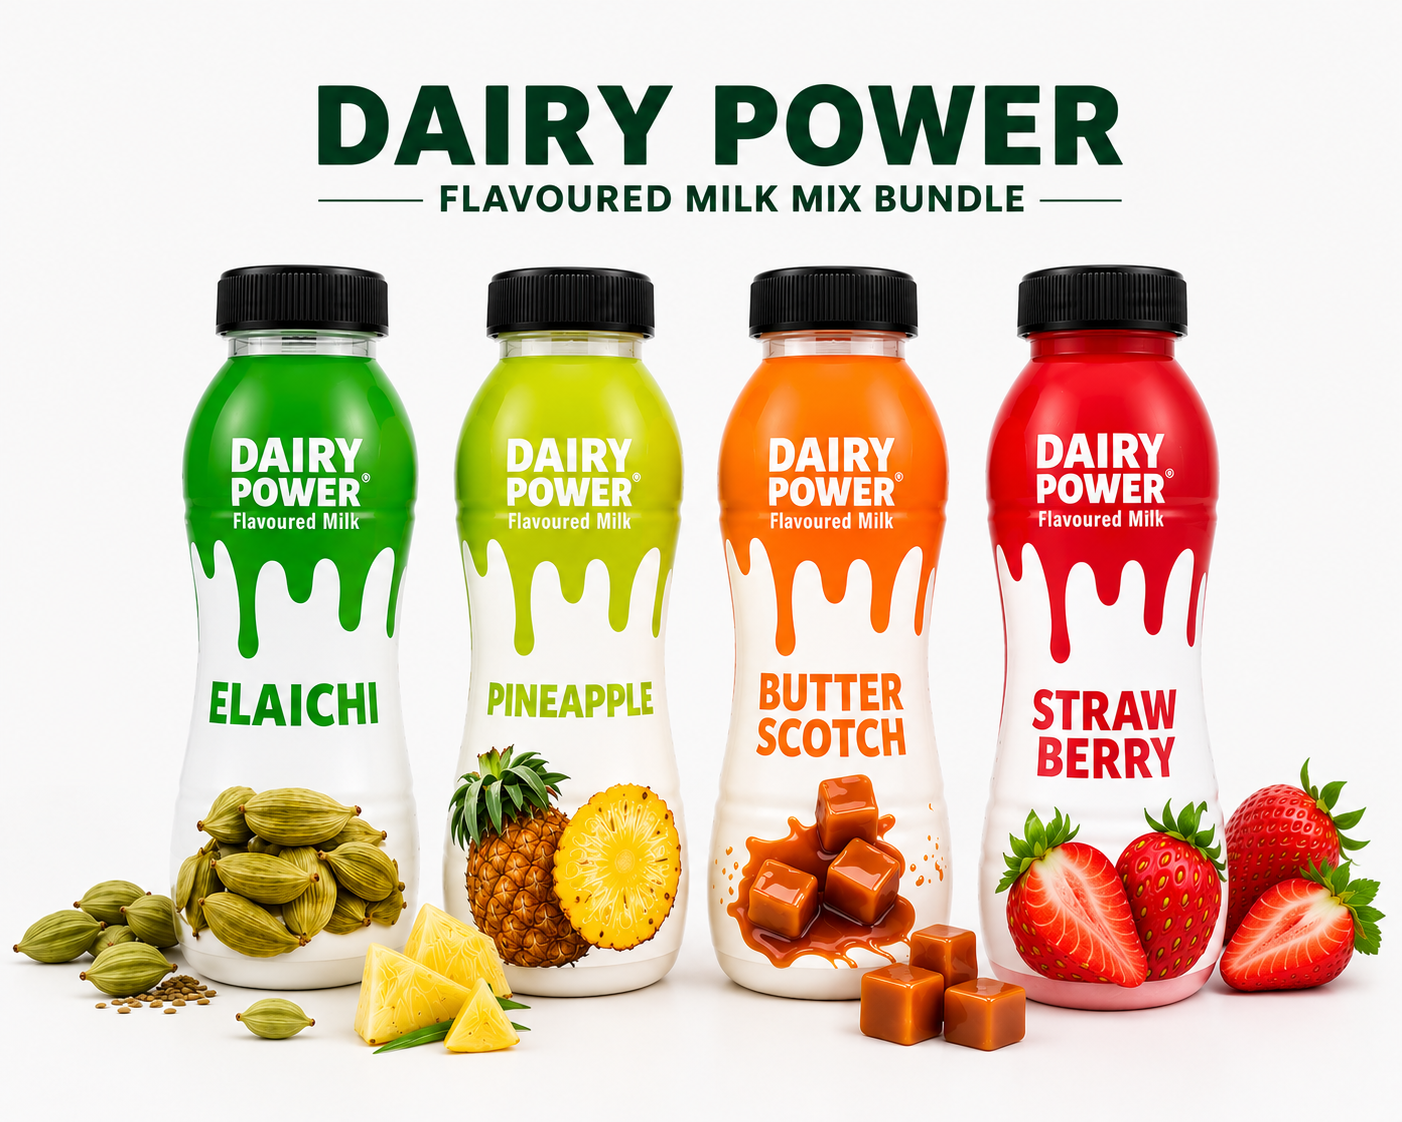 DAIRY POWER
FLAVOURED MILK MIX BUNDLE
DAIRY
POWER®
Flavoured Milk
ELAICHI
DAIRY
POWER®
Flavoured Milk
PINEAPPLE
DAIRY
POWER®
Flavoured Milk
BUTTER
SCOTCH
DAIRY
POWER®
Flavoured Milk
STRAW
BERRY